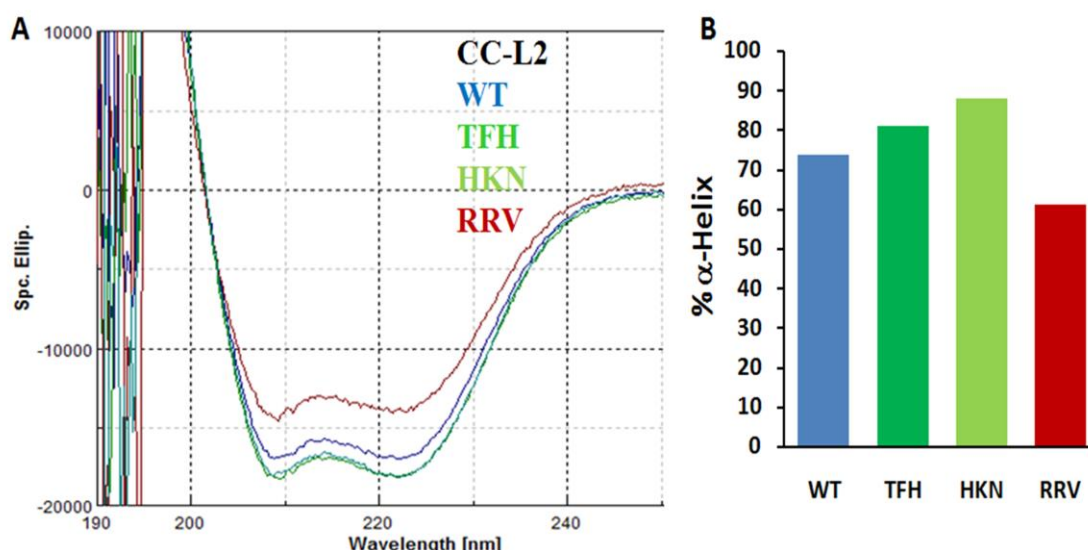 A
10000
0
-10000
-20000
Spc. Ellip.
190 200 220 240
Wavelength [nm]
CC-L2
WT
TFH
HKN
RRV
B
100
90
80
70
60
50
40
30
20
10
0
% α-Helix
WT TFH HKN RRV